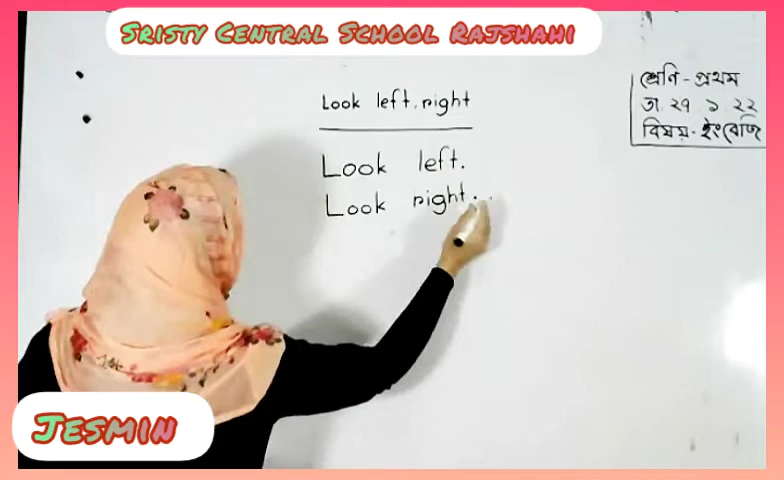 SRISTY CENTRAL SCHOOL RAJSHAHI
Look left, right
Look left.
Look right.
শ্রেণি - প্রথম
তা. ২৭ ১ ২২
বিষয় - ইংরেজি
JESMIN